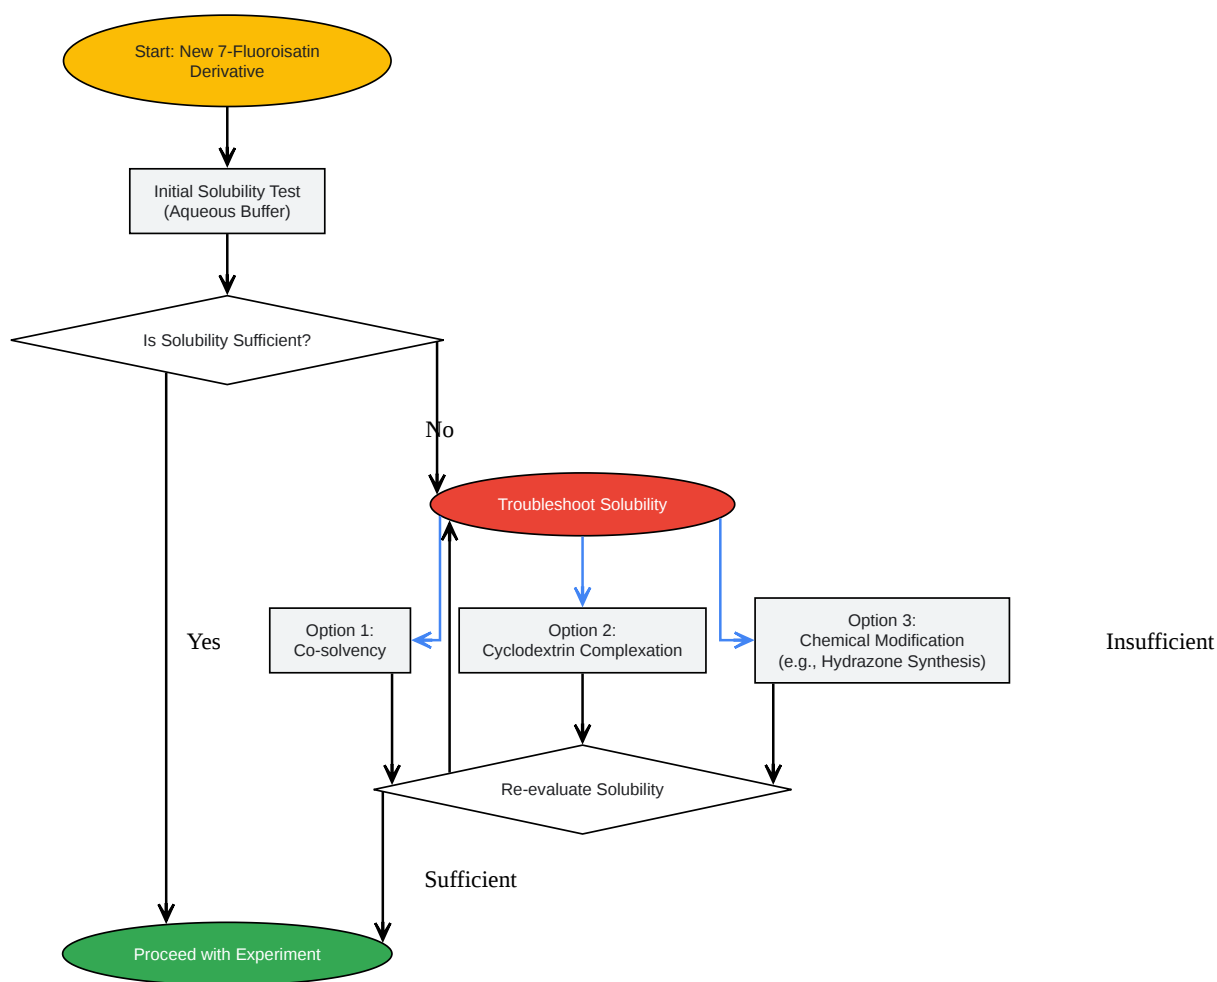 Start: New 7-Fluoroisatin
Derivative
Initial Solubility Test
(Aqueous Buffer)
Is Solubility Sufficient?
No
Troubleshoot Solubility
Yes
Option 1:
Co-solvency
Option 2:
Cyclodextrin Complexation
Option 3:
Chemical Modification
(e.g., Hydrazone Synthesis)
Insufficient
Re-evaluate Solubility
Sufficient
Proceed with Experiment